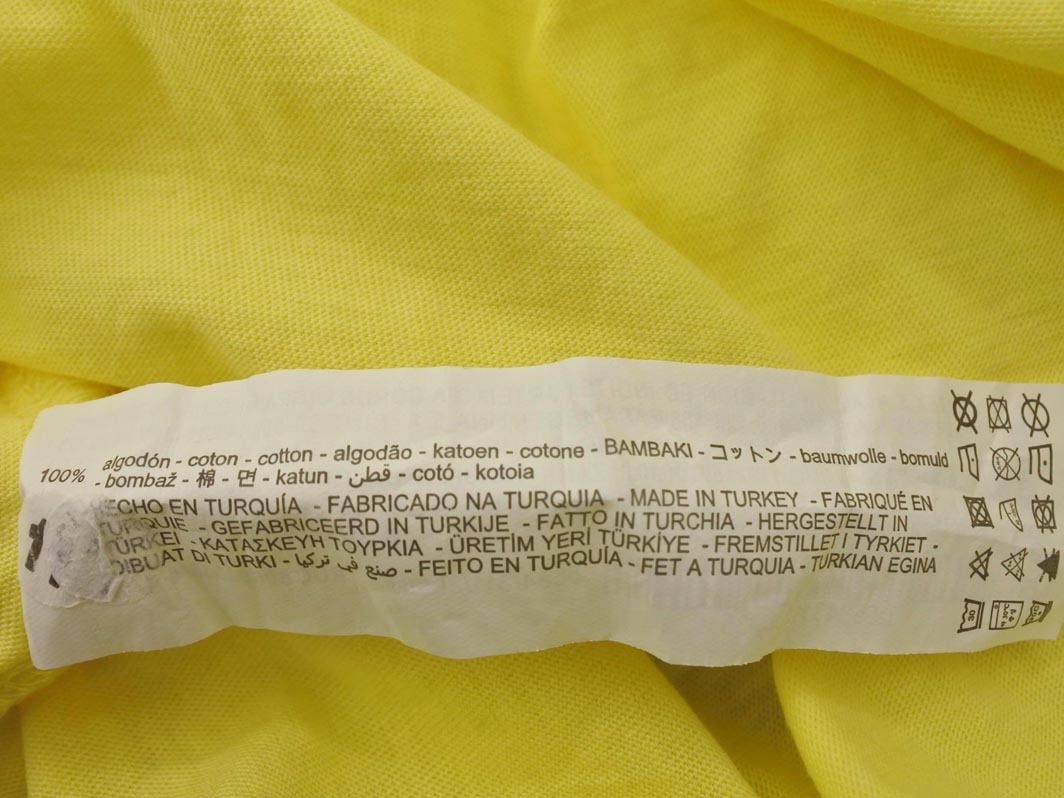 100% algodón - coton - cotton - algodão - katoen - cotone - BAMBAKI - コットン - baumwolle - bomuld
- bombaž - 棉 - 면 - katun - قطن - cotó - kotoia
HECHO EN TURQUÍA - FABRICADO NA TURQUIA - MADE IN TURKEY - FABRIQUÉ EN
TURQUIE - GEFABRICEERD IN TURKIJE - FATTO IN TURCHIA - HERGESTELLT IN
TÜRKEI - ΚΑΤΑΣΚΕΥΗ ΤΟΥΡΚΙΑ - ÜRETİM YERİ TÜRKİYE - FREMSTILLET I TYRKIET -
DIBUAT DI TURKI - صنع في تركيا - FEITO EN TURQUÍA - FET A TURQUIA - TURKIAN EGINA